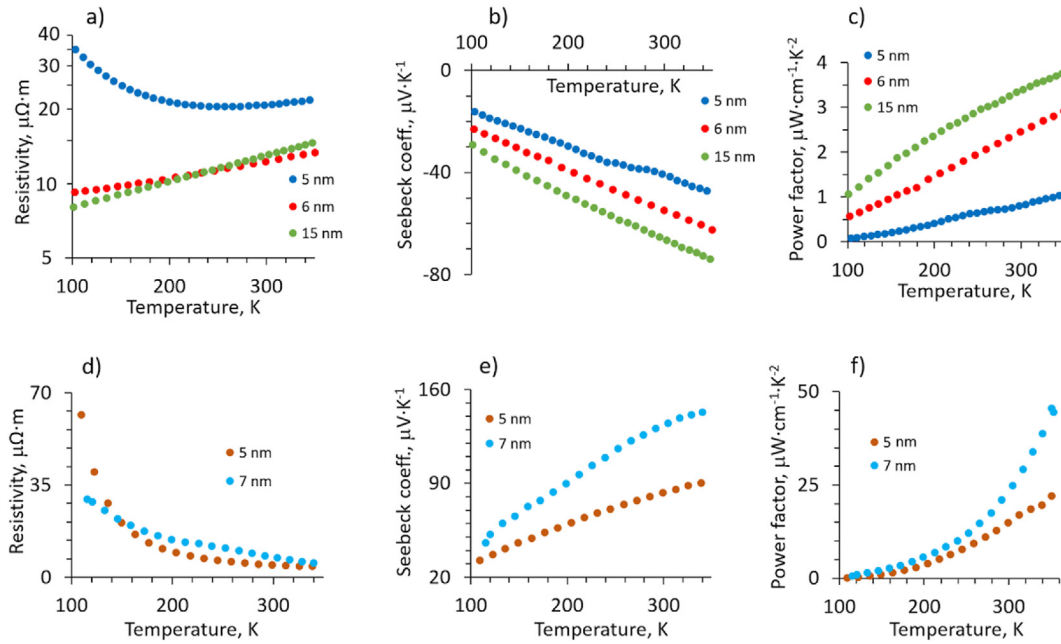 a)
Resistivity, μΩ·m
40
30
20
10
5
5 nm
6 nm
15 nm
100
200
300
Temperature, K
b)
100
200
300
Temperature, K
Seebeck coeff., μV·K⁻¹
0
-40
-80
5 nm
6 nm
15 nm
c)
Power factor, μW·cm⁻¹·K⁻²
4
3
2
1
0
5 nm
6 nm
15 nm
100
200
300
Temperature, K
d)
Resistivity, μΩ·m
70
35
0
5 nm
7 nm
100
200
300
Temperature, K
e)
Seebeck coeff., μV·K⁻¹
160
90
20
5 nm
7 nm
100
200
300
Temperature, K
f)
Power factor, μW·cm⁻¹·K⁻²
50
25
0
5 nm
7 nm
100
200
300
Temperature, K